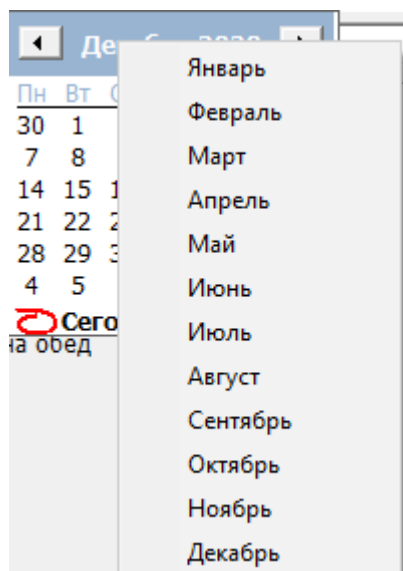 Пн Вт
30 1
7 8
14 15
21 22
28 29
4 5
на обед
Январь
Февраль
Март
Апрель
Май
Июнь
Июль
Август
Сентябрь
Октябрь
Ноябрь
Декабрь